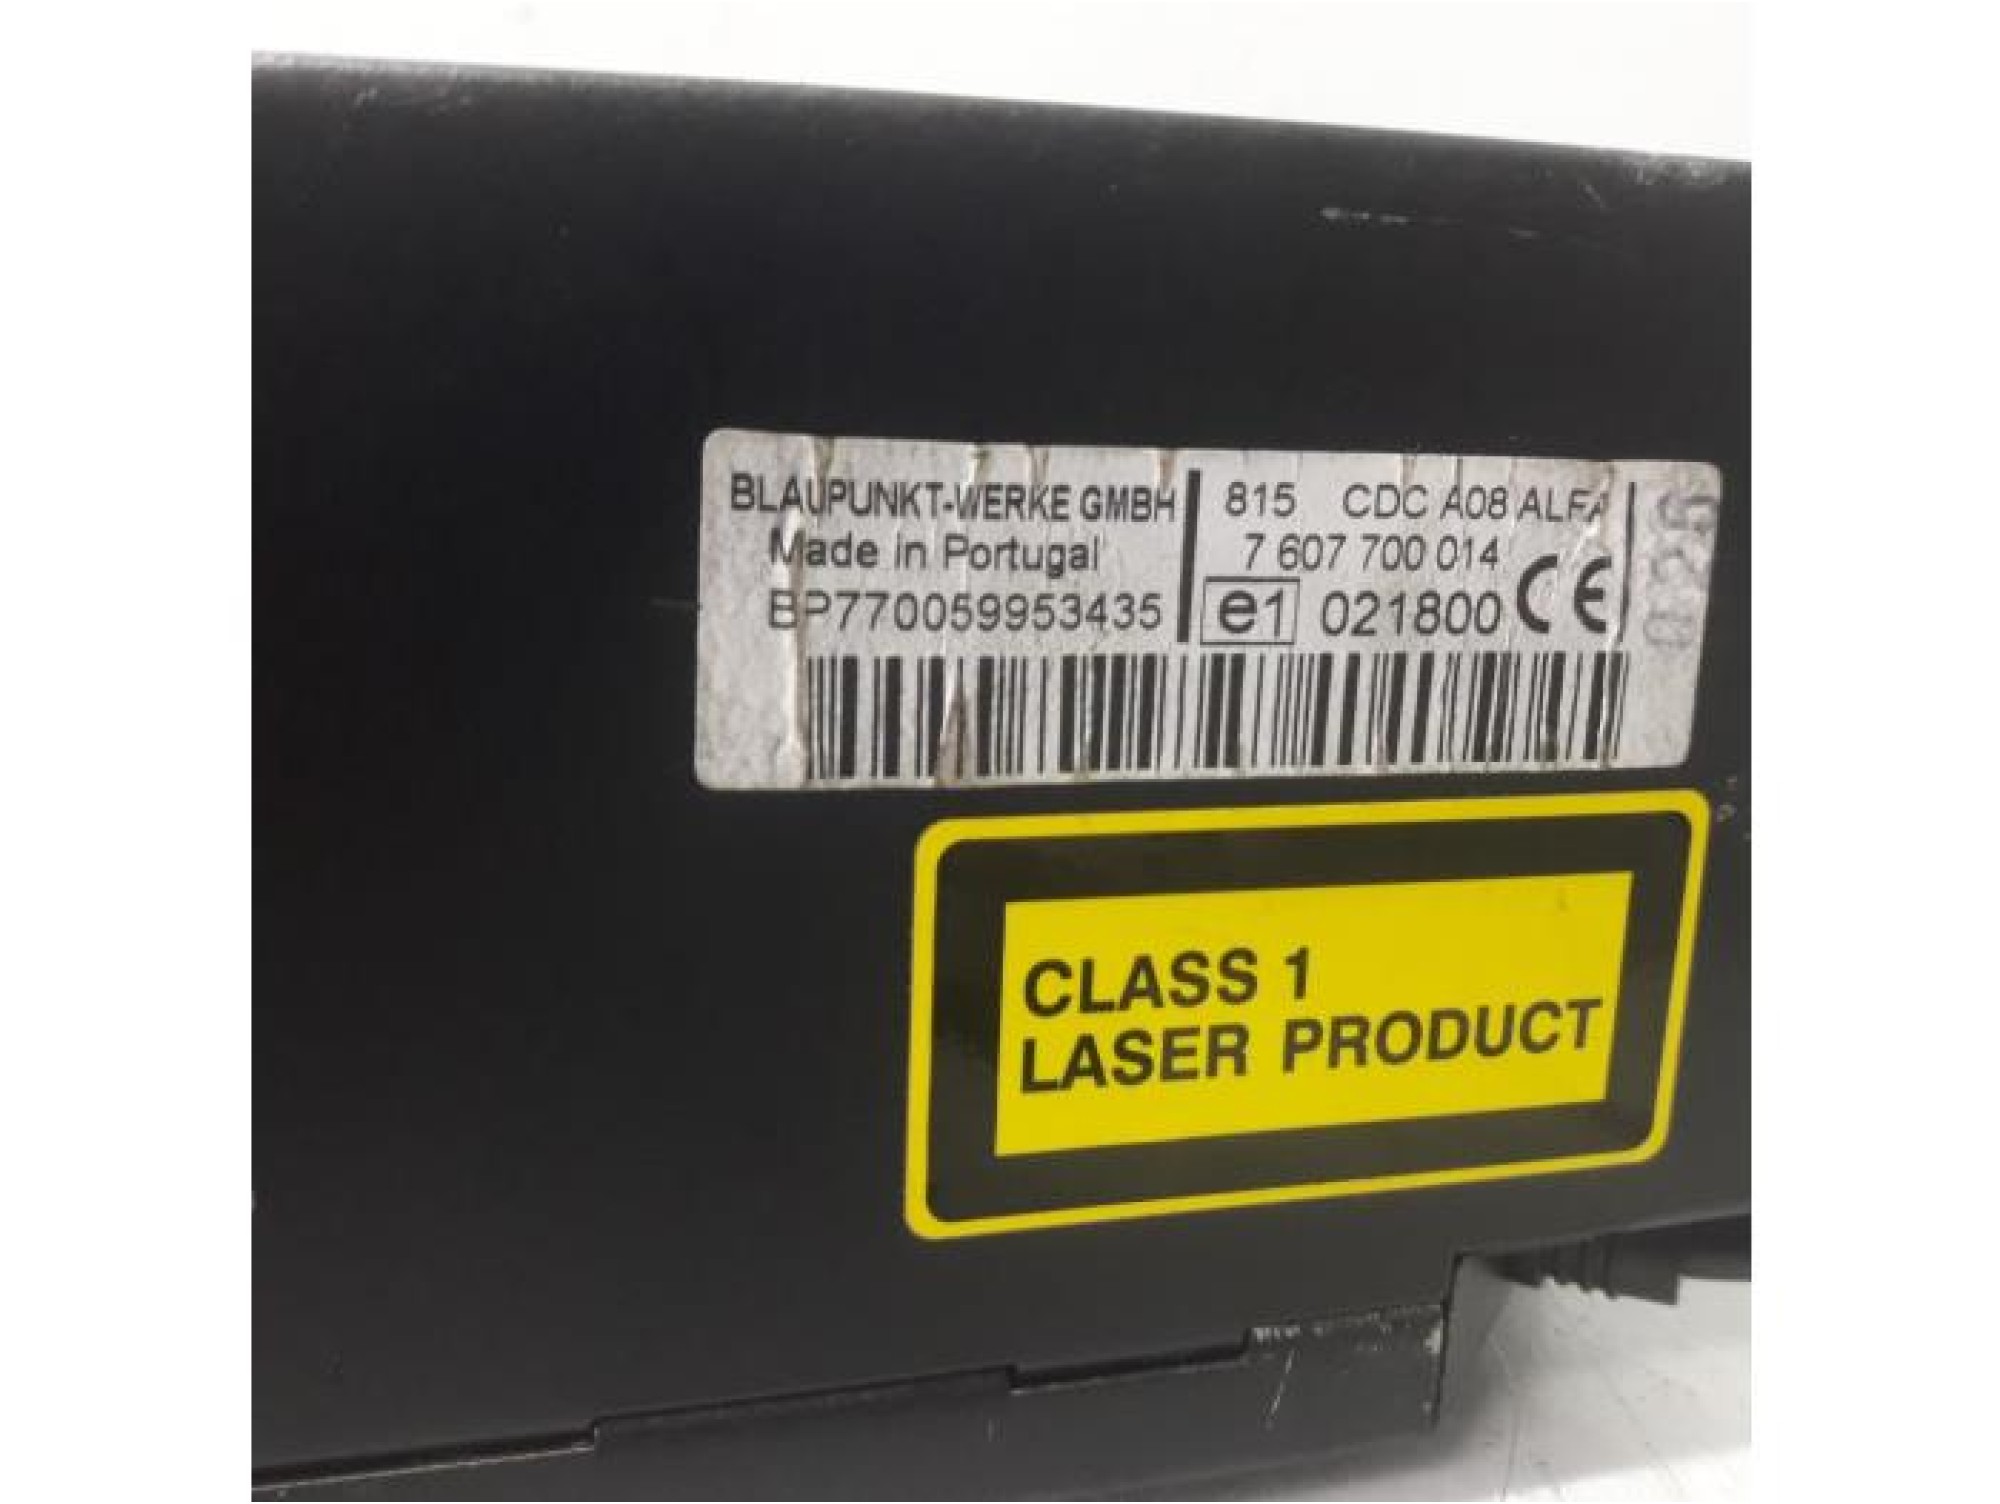 BLAUPUNKT-WERKE GMBH
Made in Portugal
BP770059953435
815 CDC A08 ALFA
7 607 700 014
e1 021800 CE
CLASS 1
LASER PRODUCT